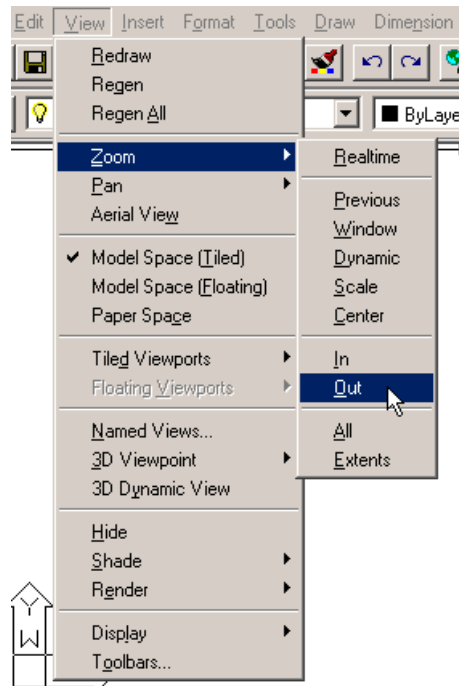 Edit View Insert Format Tools Draw Dimension
Redraw
Regen
Regen All
ByLaye
Zoom
Pan
Aerial View
Model Space (Tiled)
Model Space (Floating)
Paper Space
Tiled Viewports
Floating Viewports
Named Views...
3D Viewpoint
3D Dynamic View
Hide
Shade
Render
Display
Toolbars...
Realtime
Previous
Window
Dynamic
Scale
Center
In
Out
All
Extents
Y
W